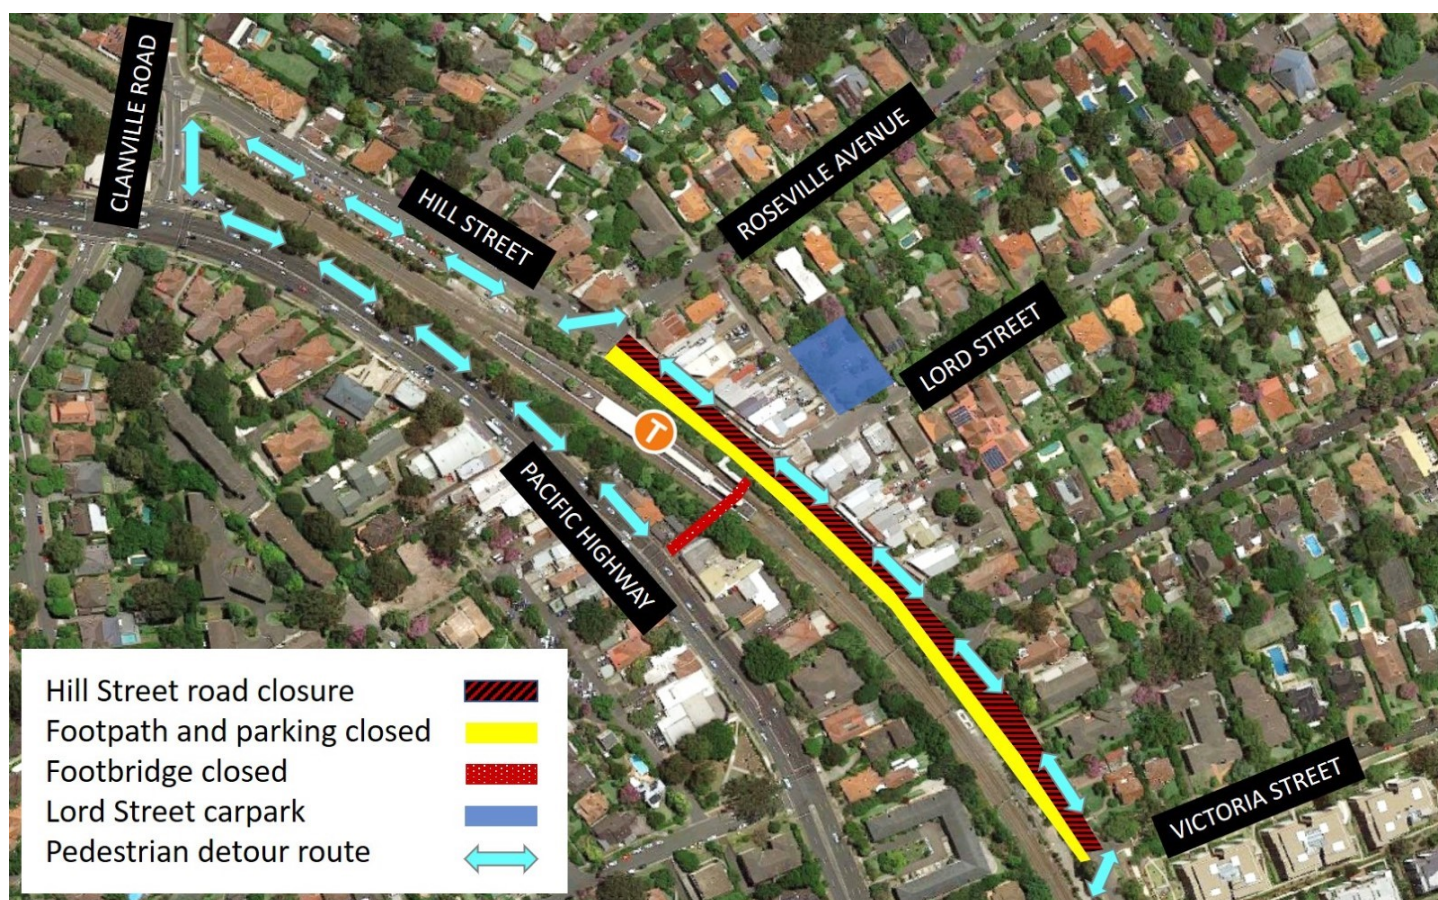 CLANVILLE ROAD
HILL STREET
ROSEVILLE AVENUE
LORD STREET
T
PACIFIC HIGHWAY
VICTORIA STREET
Hill Street road closure
Footpath and parking closed
Footbridge closed
Lord Street carpark
Pedestrian detour route